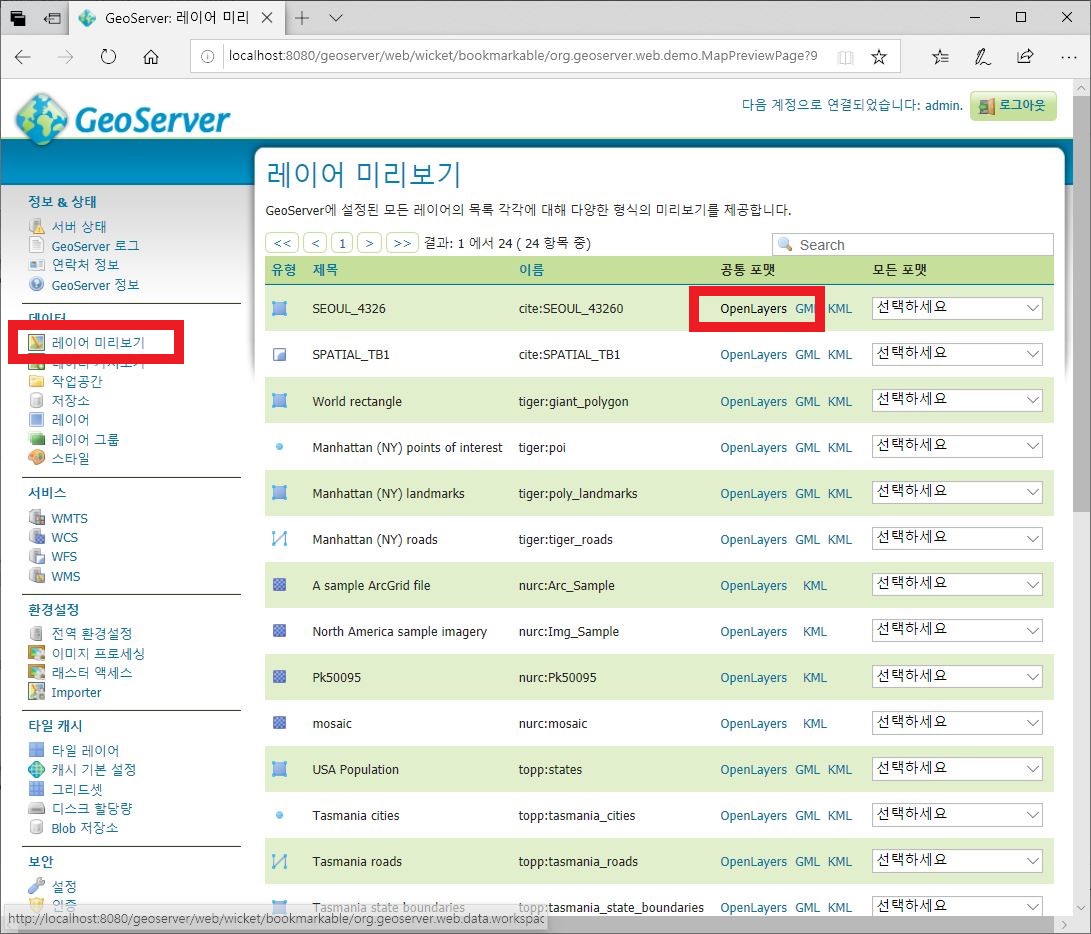 GeoServer: 레이어 미리
localhost:8080/geoserver/web/wicket/bookmarkable/org.geoserver.web.demo.MapPreviewPage?9
GeoServer
다음 계정으로 연결되었습니다: admin.
로그아웃
정보 & 상태
서버 상태
GeoServer 로그
연락처 정보
GeoServer 정보
데이터
레이어 미리보기
작업공간
저장소
레이어
레이어 그룹
스타일
서비스
WMTS
WCS
WFS
WMS
환경설정
전역 환경설정
이미지 프로세싱
래스터 액세스
Importer
타일 캐시
타일 레이어
캐시 기본 설정
그리드셋
디스크 할당량
Blob 저장소
보안
설정
인증
레이어 미리보기
GeoServer에 설정된 모든 레이어의 목록 각각에 대해 다양한 형식의 미리보기를 제공합니다.
<< < 1 > >> 결과: 1 에서 24 ( 24 항목 중)
Search
유형 제목 이름 공통 포맷 모든 포맷
SEOUL_4326 cite:SEOUL_43260 OpenLayers GML KML 선택하세요
SPATIAL_TB1 cite:SPATIAL_TB1 OpenLayers GML KML 선택하세요
World rectangle tiger:giant_polygon OpenLayers GML KML 선택하세요
Manhattan (NY) points of interest tiger:poi OpenLayers GML KML 선택하세요
Manhattan (NY) landmarks tiger:poly_landmarks OpenLayers GML KML 선택하세요
Manhattan (NY) roads tiger:tiger_roads OpenLayers GML KML 선택하세요
A sample ArcGrid file nurc:Arc_Sample OpenLayers KML 선택하세요
North America sample imagery nurc:Img_Sample OpenLayers KML 선택하세요
Pk50095 nurc:Pk50095 OpenLayers KML 선택하세요
mosaic nurc:mosaic OpenLayers KML 선택하세요
USA Population topp:states OpenLayers GML KML 선택하세요
Tasmania cities topp:tasmania_cities OpenLayers GML KML 선택하세요
Tasmania roads topp:tasmania_roads OpenLayers GML KML 선택하세요
Tasmania state boundaries topp:tasmania_state_boundaries OpenLayers GML KML 선택하세요
http://localhost:8080/geoserver/web/wicket/bookmarkable/org.geoserver.web.data.workspac